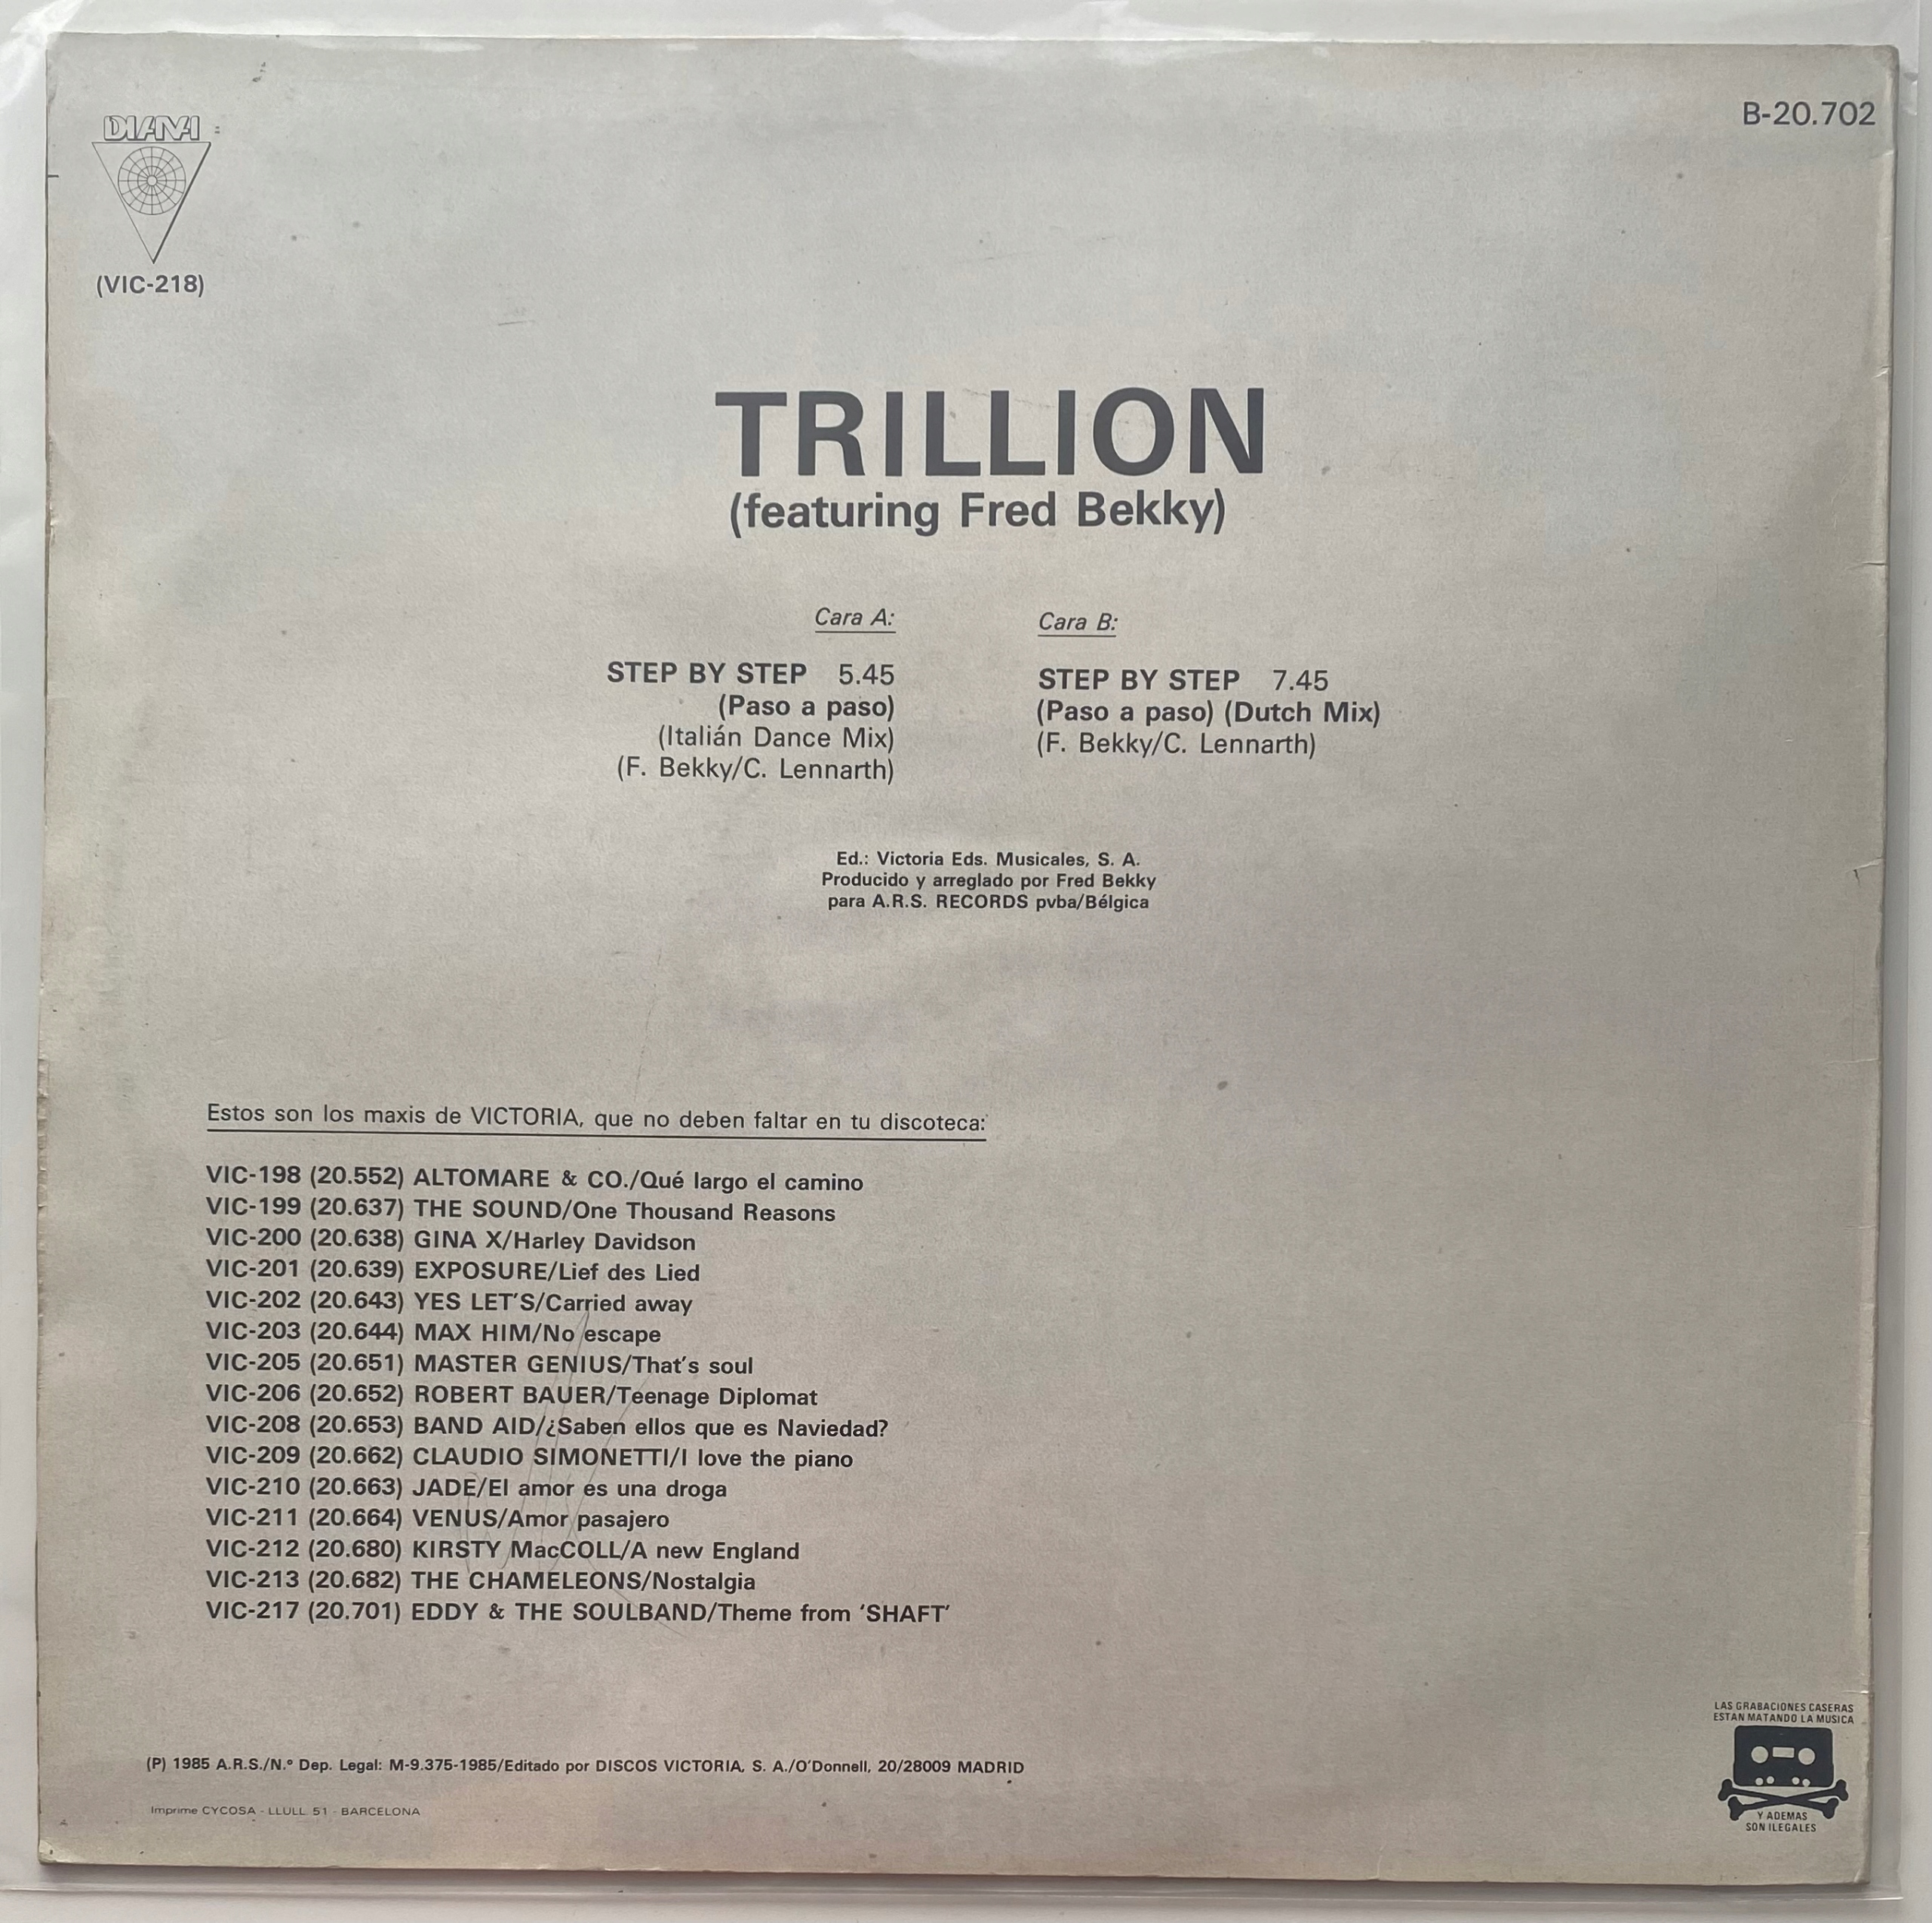 DIANA
B-20.702
(VIC-218)
TRILLION
(featuring Fred Bekky)
Cara A:
STEP BY STEP 5.45
(Paso a paso)
(Italián Dance Mix)
(F. Bekky/C. Lennarth)
Cara B:
STEP BY STEP 7.45
(Paso a paso) (Dutch Mix)
(F. Bekky/C. Lennarth)
Ed.: Victoria Eds. Musicales, S. A.
Producido y arreglado por Fred Bekky
para A.R.S. RECORDS pvba/Bélgica
Estos son los maxis de VICTORIA, que no deben faltar en tu discoteca:
VIC-198 (20.552) ALTOMARE & CO./Qué largo el camino
VIC-199 (20.637) THE SOUND/One Thousand Reasons
VIC-200 (20.638) GINA X/Harley Davidson
VIC-201 (20.639) EXPOSURE/Lief des Lied
VIC-202 (20.643) YES LET'S/Carried away
VIC-203 (20.644) MAX HIM/No escape
VIC-205 (20.651) MASTER GENIUS/That's soul
VIC-206 (20.652) ROBERT BAUER/Teenage Diplomat
VIC-208 (20.653) BAND AID/¿Saben ellos que es Naviedad?
VIC-209 (20.662) CLAUDIO SIMONETTI/I love the piano
VIC-210 (20.663) JADE/El amor es una droga
VIC-211 (20.664) VENUS/Amor pasajero
VIC-212 (20.680) KIRSTY MacCOLL/A new England
VIC-213 (20.682) THE CHAMELEONS/Nostalgia
VIC-217 (20.701) EDDY & THE SOULBAND/Theme from 'SHAFT'
(P) 1985 A.R.S./N.º Dep. Legal: M-9.375-1985/Editado por DISCOS VICTORIA, S. A./O'Donnell, 20/28009 MADRID
Imprime CYCOSA - LLULL, 51 - BARCELONA
LAS GRABACIONES CASERAS
ESTAN MATANDO LA MUSICA
Y ADEMAS
SON ILEGALES